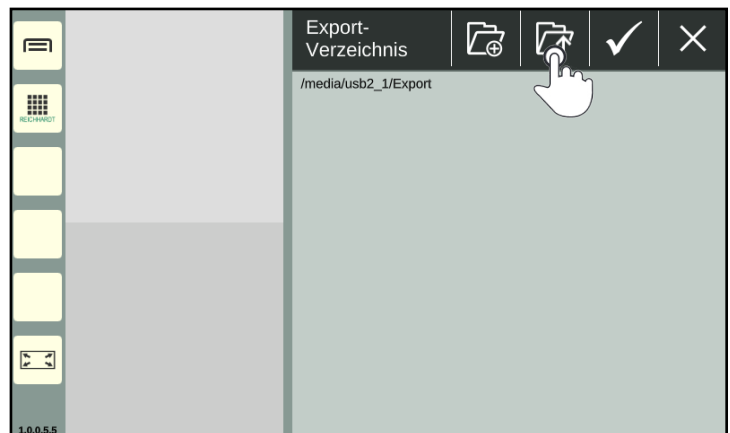 Export-
Verzeichnis
/media/usb2_1/Export
REICHHARDT
1.0.0.5.5